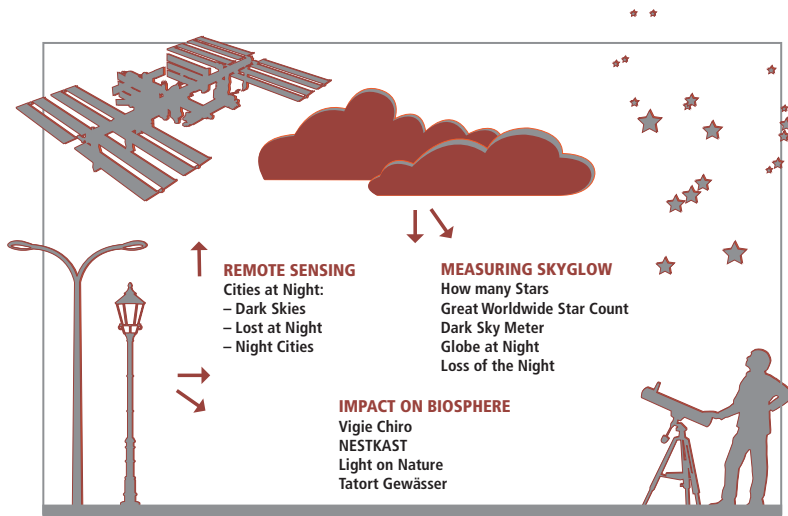 REMOTE SENSING
Cities at Night:
– Dark Skies
– Lost at Night
– Night Cities
MEASURING SKYGLOW
How many Stars
Great Worldwide Star Count
Dark Sky Meter
Globe at Night
Loss of the Night
IMPACT ON BIOSPHERE
Vigie Chiro
NESTKAST
Light on Nature
Tatort Gewässer